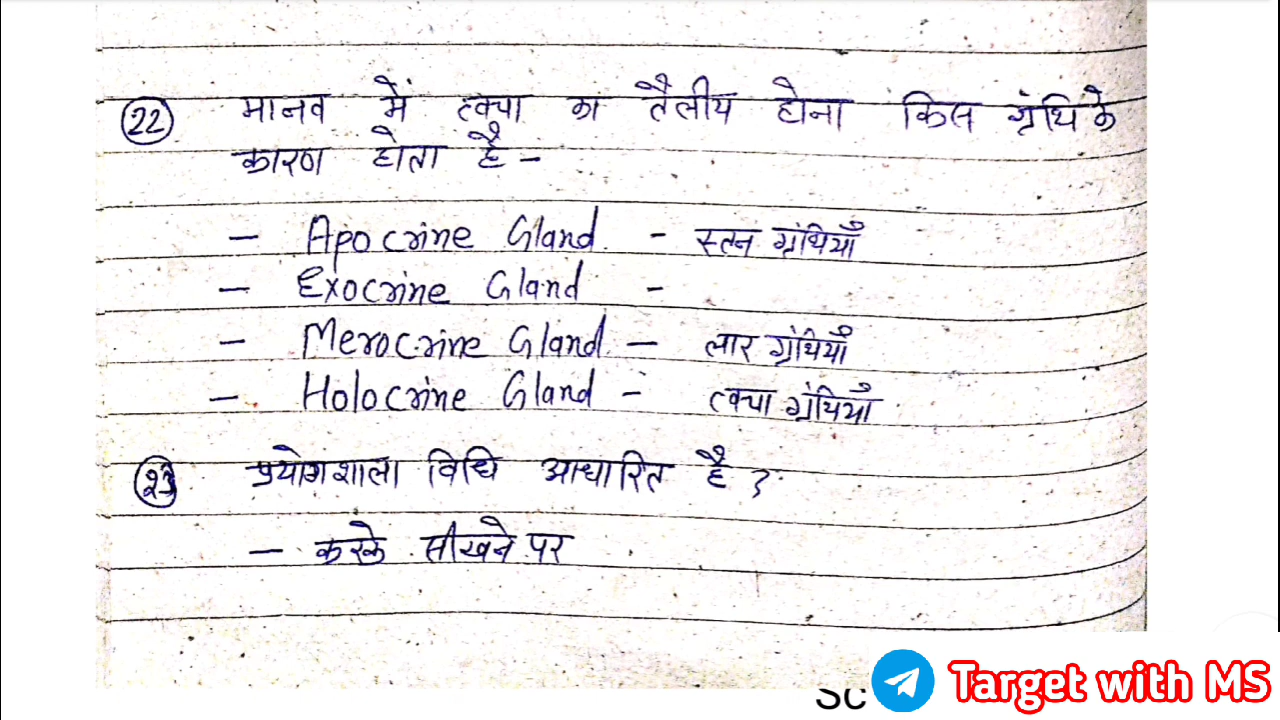 22 मानव में त्वचा का तैलीय होना किस ग्रंथि के
कारण होता है -
- Apocrine Gland - स्तन ग्रंथियाँ
- Exocrine Gland -
- Merocrine Gland - लार ग्रंथियाँ
- Holocrine Gland - त्वचा ग्रंथियाँ
23 प्रयोगशाला विधि आधारित है ?
- करके सीखने पर
Sc
Target with MS